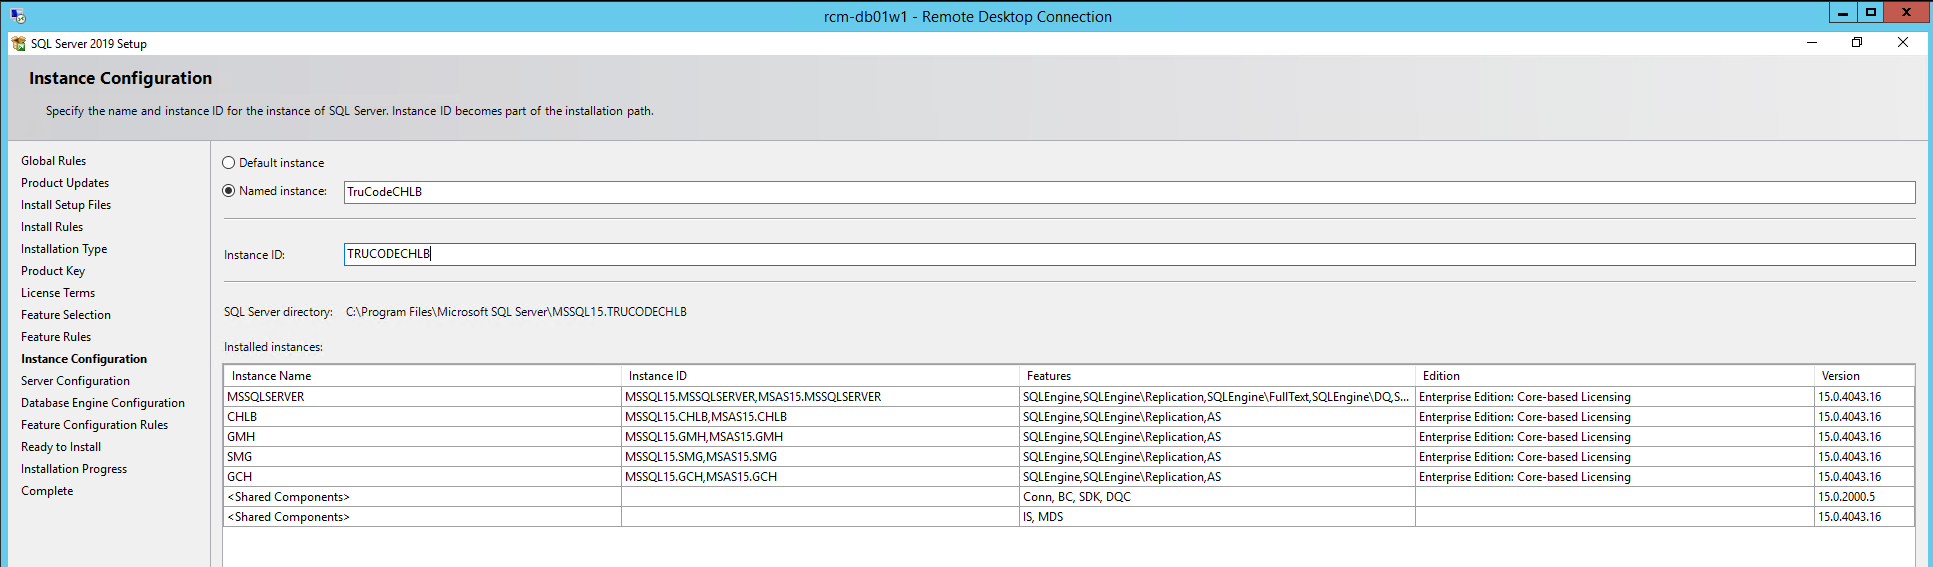 rcm-db01w1 - Remote Desktop Connection
SQL Server 2019 Setup
Instance Configuration
Specify the name and instance ID for the instance of SQL Server. Instance ID becomes part of the installation path.
Global Rules
Product Updates
Install Setup Files
Install Rules
Installation Type
Product Key
License Terms
Feature Selection
Feature Rules
Instance Configuration
Server Configuration
Database Engine Configuration
Feature Configuration Rules
Ready to Install
Installation Progress
Complete
Default instance
Named instance: TruCodeCHLB
Instance ID: TRUCODECHLB
SQL Server directory: C:\Program Files\Microsoft SQL Server\MSSQL15.TRUCODECHLB
Installed instances:
Instance Name Instance ID Features Edition Version
MSSQLSERVER MSSQL15.MSSQLSERVER,MSAS15.MSSQLSERVER SQLEngine,SQLEngine\Replication,SQLEngine\FullText,SQLEngine\DQ,S... Enterprise Edition: Core-based Licensing 15.0.4043.16
CHLB MSSQL15.CHLB,MSAS15.CHLB SQLEngine,SQLEngine\Replication,AS Enterprise Edition: Core-based Licensing 15.0.4043.16
GMH MSSQL15.GMH,MSAS15.GMH SQLEngine,SQLEngine\Replication,AS Enterprise Edition: Core-based Licensing 15.0.4043.16
SMG MSSQL15.SMG,MSAS15.SMG SQLEngine,SQLEngine\Replication,AS Enterprise Edition: Core-based Licensing 15.0.4043.16
GCH MSSQL15.GCH,MSAS15.GCH SQLEngine,SQLEngine\Replication,AS Enterprise Edition: Core-based Licensing 15.0.4043.16
<Shared Components> Conn, BC, SDK, DQC 15.0.2000.5
<Shared Components> IS, MDS 15.0.4043.16